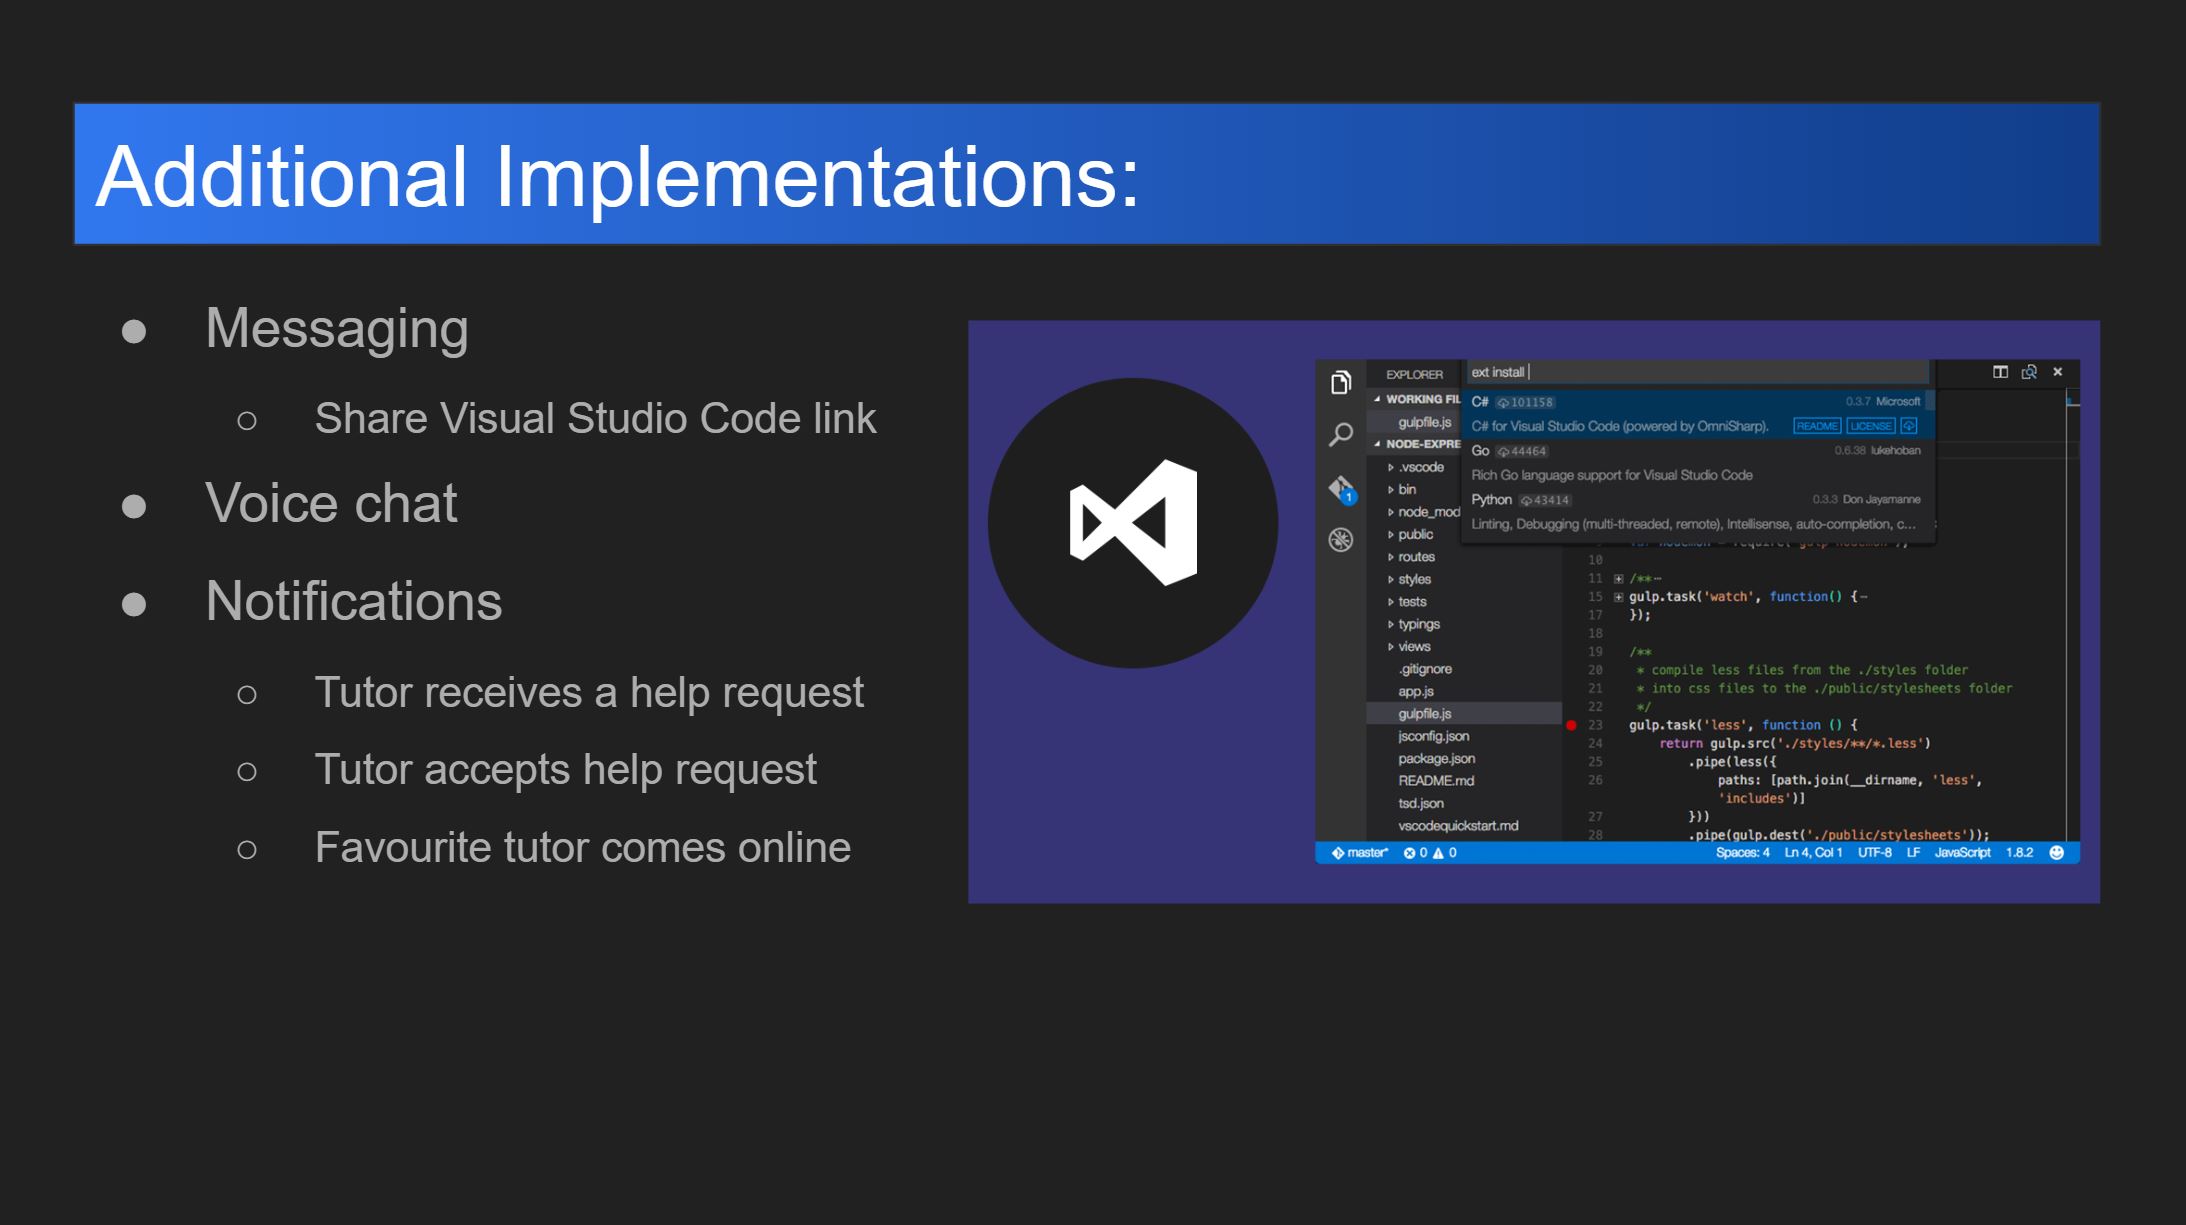 Additional Implementations:
● Messaging
○ Share Visual Studio Code link
● Voice chat
● Notifications
○ Tutor receives a help request
○ Tutor accepts help request
○ Favourite tutor comes online
EXPLORER
WORKING FIL
gulpfile.js
NODE-EXPRE
.vscode
bin
node_mod
public
routes
styles
tests
typings
views
.gitignore
app.js
gulpfile.js
jsconfig.json
package.json
README.md
tsd.json
vscodequickstart.md
ext install
C# 101158 0.3.7 Microsoft
C# for Visual Studio Code (powered by OmniSharp). README LICENSE
Go 44464 0.6.38 lukehoban
Rich Go language support for Visual Studio Code
Python 43414 0.3.3 Don Jayamanne
Linting, Debugging (multi-threaded, remote), Intellisense, auto-completion, c...
10
11 /**
15 gulp.task('watch', function() {
17 });
18
19 /**
20 * compile less files from the ./styles folder
21 * into css files to the ./public/stylesheets folder
22 */
23 gulp.task('less', function () {
24 return gulp.src('./styles/**/*.less')
25 .pipe(less({
26 paths: [path.join(__dirname, 'less',
'includes')]
27 }))
28 .pipe(gulp.dest('./public/stylesheets'));
1
master* 0 0 Spaces: 4 Ln 4, Col 1 UTF-8 LF JavaScript 1.8.2